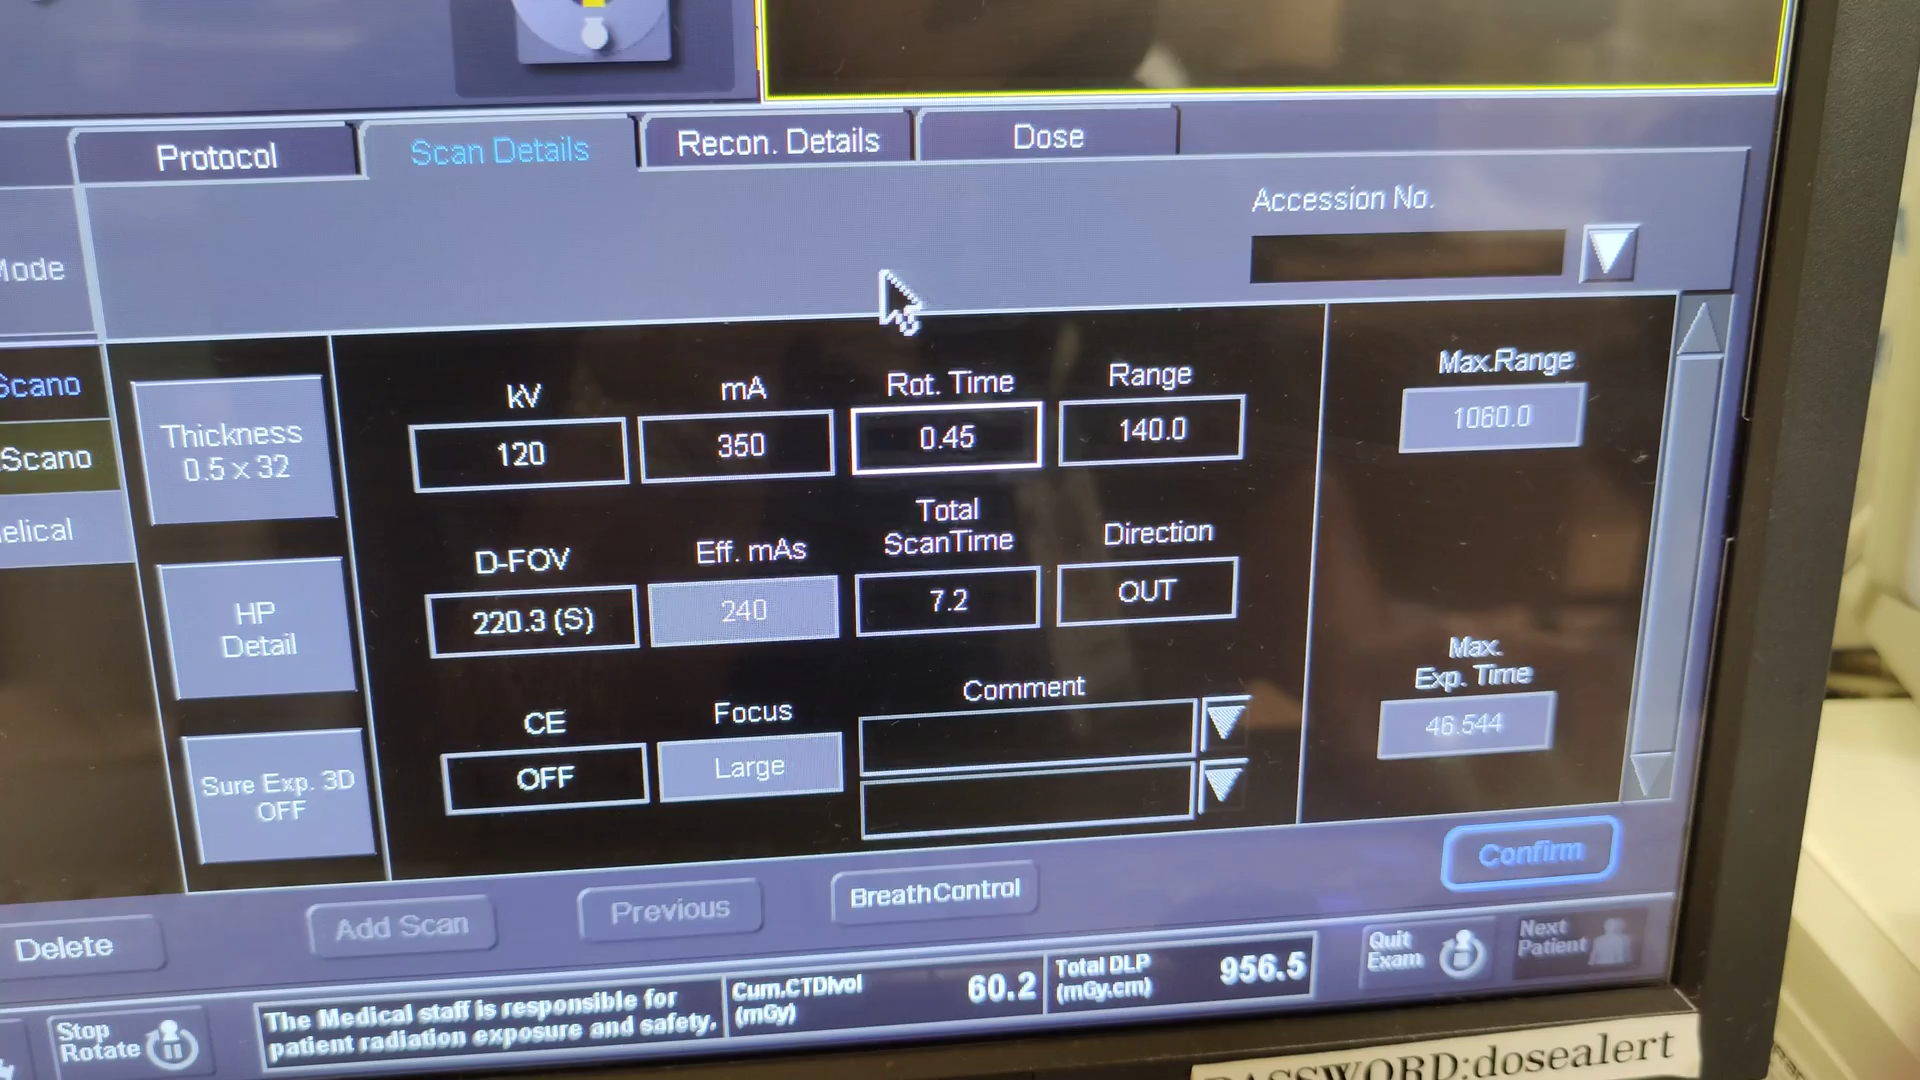 Protocol
Scan Details
Recon. Details
Dose
Accession No.
Mode
Scano
Scano
elical
Thickness
0.5 x 32
HP
Detail
Sure Exp. 3D
OFF
kV
120
mA
350
Rot. Time
0.45
Range
140.0
D-FOV
220.3 (S)
Eff. mAs
240
Total
ScanTime
7.2
Direction
OUT
CE
OFF
Focus
Large
Comment
Max.Range
1060.0
Max.
Exp. Time
46.544
Confirm
Delete
Add Scan
Previous
BreathControl
Stop
Rotate
The Medical staff is responsible for
patient radiation exposure and safety.
Cum.CTDIvol
(mGy)
60.2
Total DLP
(mGy.cm)
956.5
Quit
Exam
Next
Patient
PASSWORD:dosealert